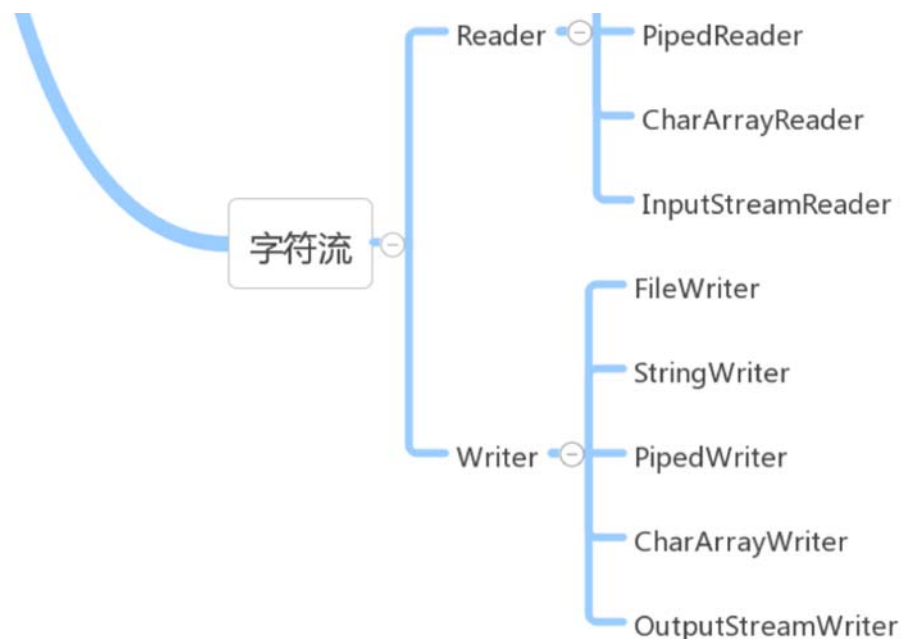 字符流
Reader
PipedReader
CharArrayReader
InputStreamReader
Writer
FileWriter
StringWriter
PipedWriter
CharArrayWriter
OutputStreamWriter